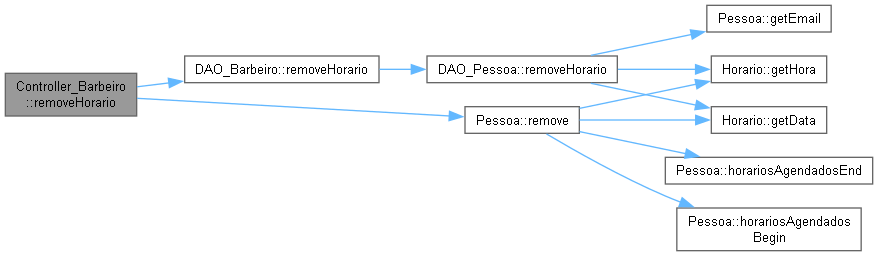 Controller_Barbeiro
::removeHorario
DAO_Barbeiro::removeHorario
DAO_Pessoa::removeHorario
Pessoa::getEmail
Horario::getHora
Horario::getData
Pessoa::remove
Pessoa::horariosAgendadosEnd
Pessoa::horariosAgendados
Begin